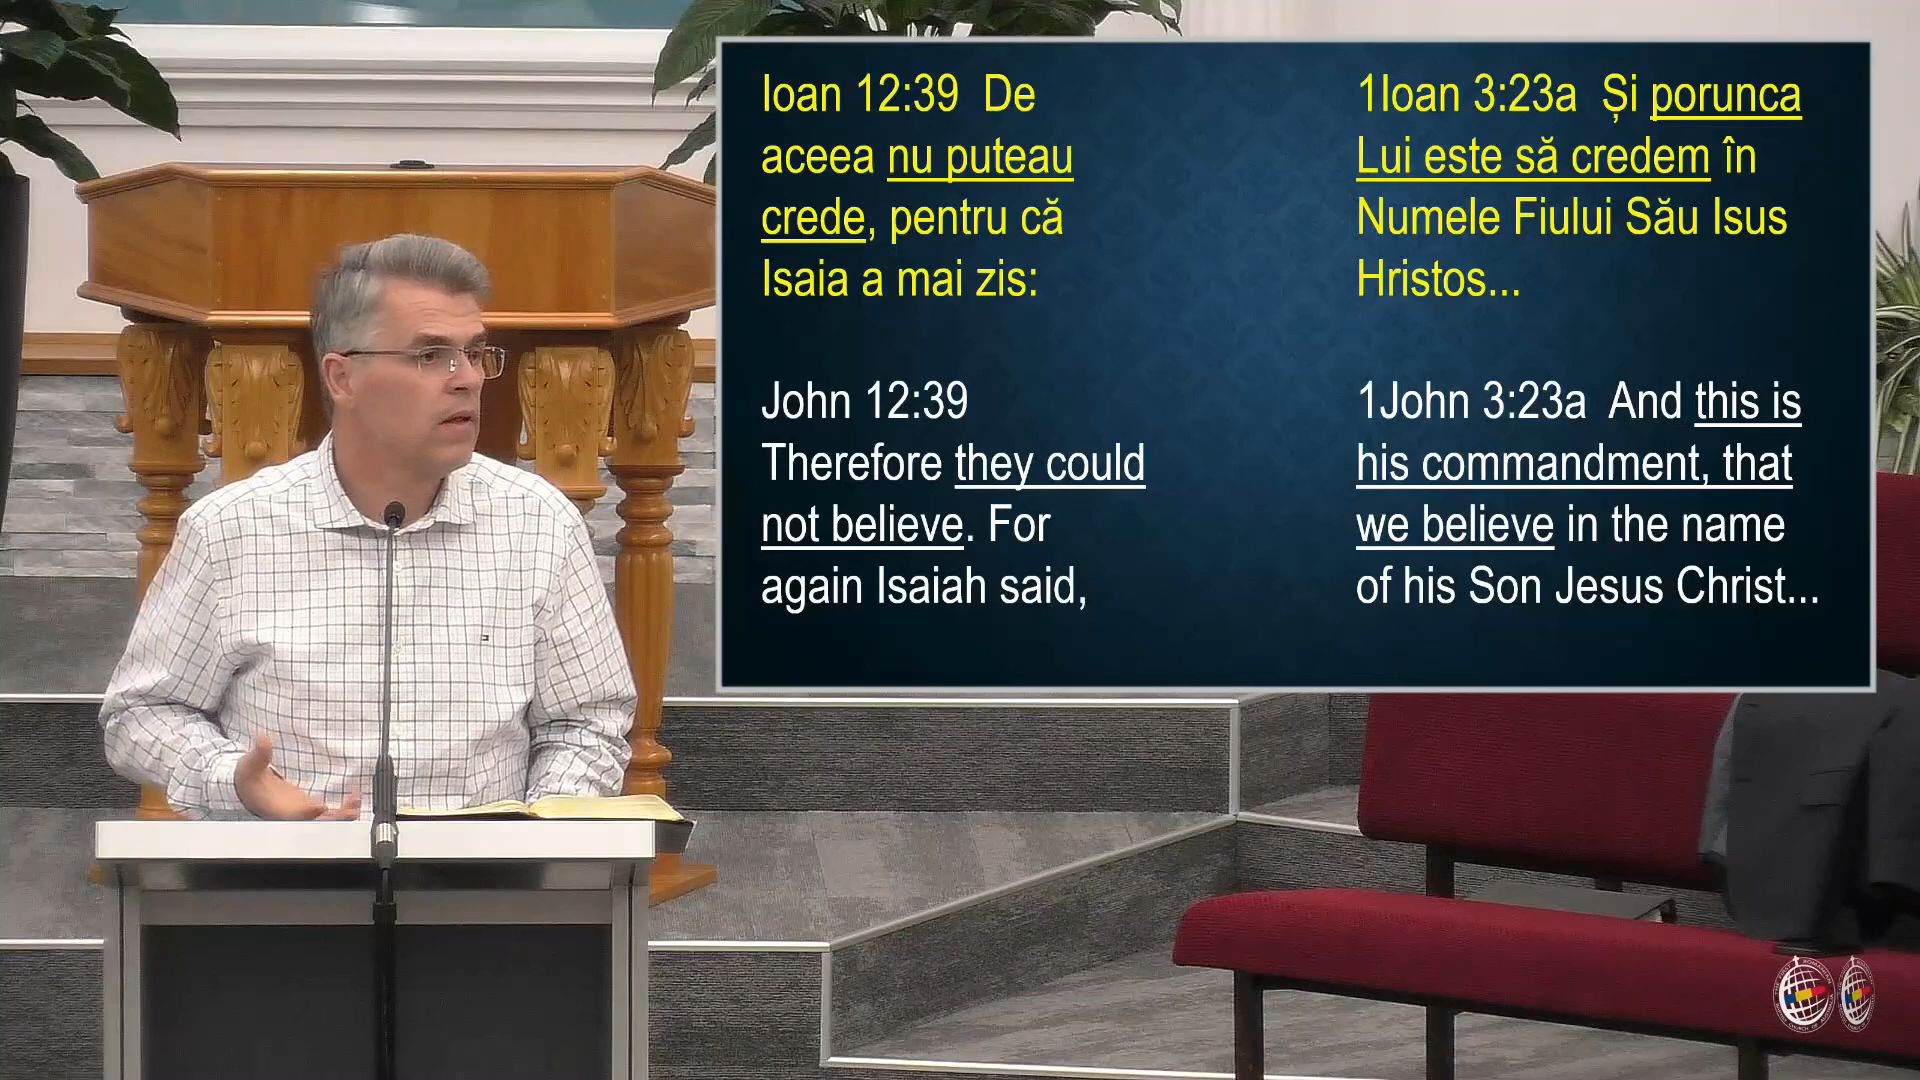 Ioan 12:39 De
aceea nu puteau
crede, pentru că
Isaia a mai zis:
John 12:39
Therefore they could
not believe. For
again Isaiah said,
1Ioan 3:23a Și porunca
Lui este să credem în
Numele Fiului Său Isus
Hristos...
1John 3:23a And this is
his commandment, that
we believe in the name
of his Son Jesus Christ...